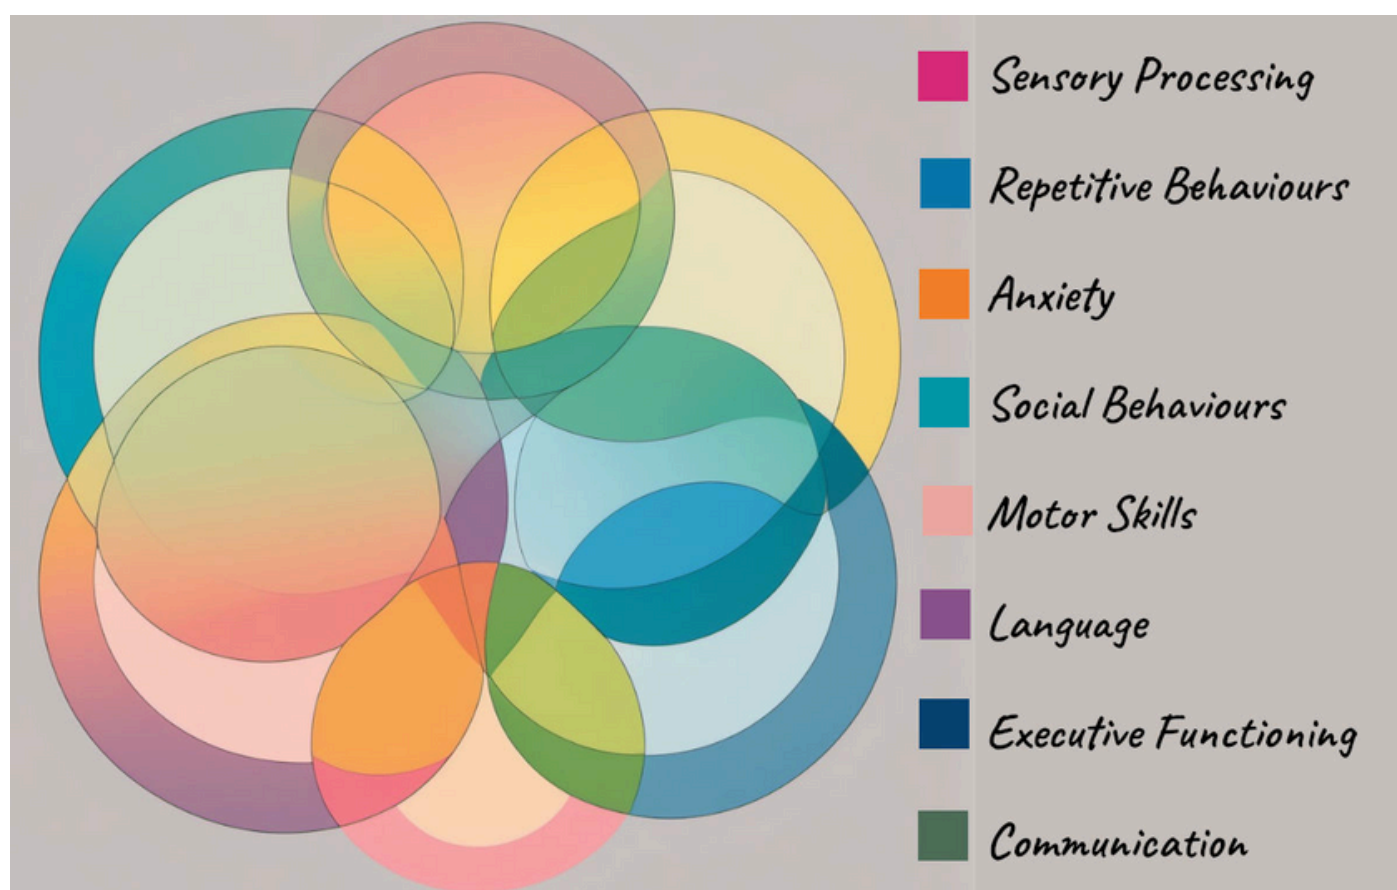 Sensory Processing
Repetitive Behaviours
Anxiety
Social Behaviours
Motor Skills
Language
Executive Functioning
Communication